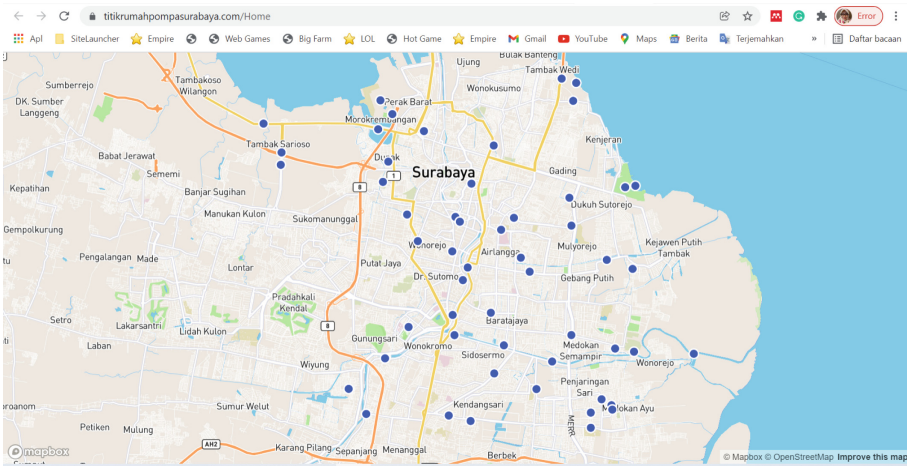 titikrumahpompasurabaya.com/Home
Error
Apl SiteLauncher Empire Web Games Big Farm LOL Hot Game Empire Gmail YouTube Maps Berita Terjemahkan » Daftar bacaan
Bulak Banteng
Ujung
Tambak Wedi
Tambakoso
Wilangon
Sumberrejo
Wonokusumo
DK. Sumber
Langgeng
Perak Barat
Morokrembangan
Kenjeran
Tambak Sarioso
Babat Jerawat
Dupak
Surabaya
Gading
Sememi
1
8
Kepatihan
Banjar Sugihan
Dukuh Sutorejo
Manukan Kulon
Sukomanunggal
Gempolkurung
Wonorejo
Mulyorejo
Kejawen Putih
Tambak
Airlangga
Pengalangan
Made
Putat Jaya
Lontar
Dr. Sutomo
Gebang Putih
Pradahkali
Kendal
Setro
Lakarsantri
Lidah Kulon
8
Baratajaya
Gunungsari
Laban
Wonokromo
Medokan
Semampir
Sidosermo
Wonorejo
Wiyung
Penjaringan
Sari
Sumur Welut
Kendangsari
Medokan Ayu
MERR
Petiken
Mulung
AH2
Karang Pilang
Sepanjang
Menanggal
Berbek
mapbox
© Mapbox © OpenStreetMap Improve this map